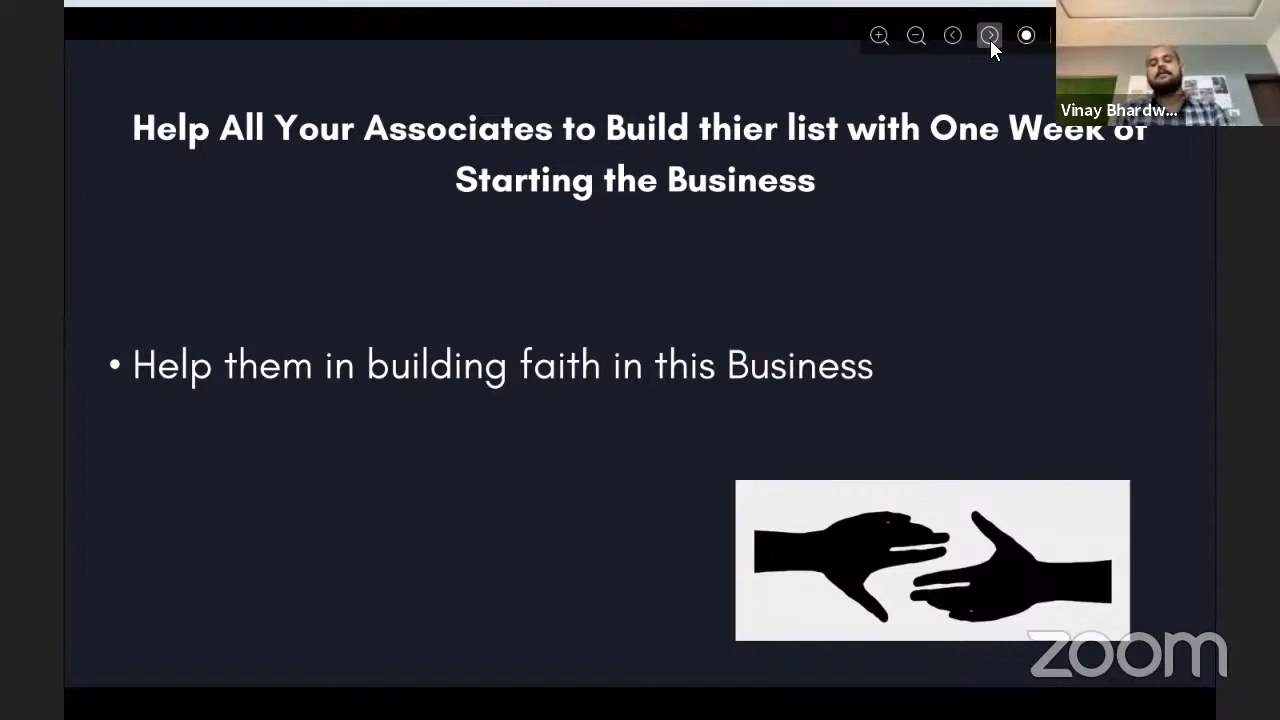 Vinay Bhardw...
Help All Your Associates to Build thier list with One Week of
Starting the Business
• Help them in building faith in this Business
zoom